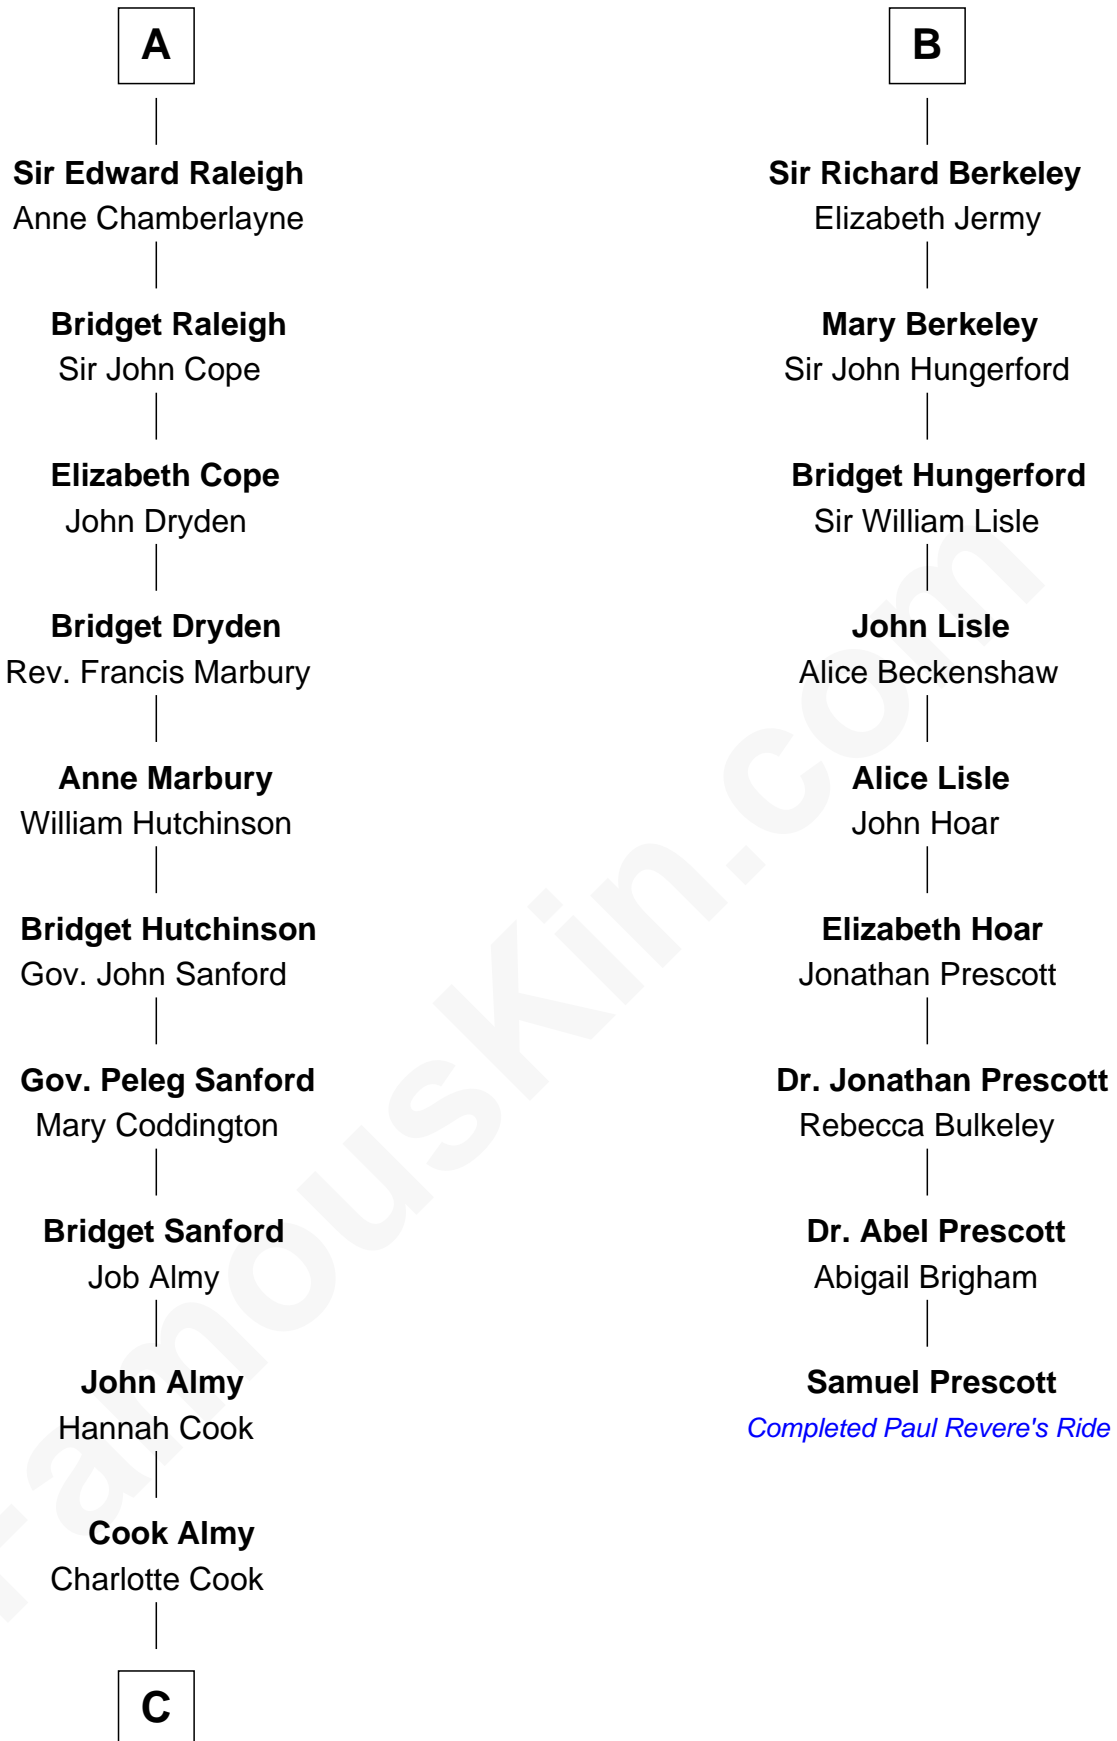 A
Sir Edward Raleigh
Anne Chamberlayne
Bridget Raleigh
Sir John Cope
Elizabeth Cope
John Dryden
Bridget Dryden
Rev. Francis Marbury
Anne Marbury
William Hutchinson
Bridget Hutchinson
Gov. John Sanford
Gov. Peleg Sanford
Mary Coddington
Bridget Sanford
Job Almy
John Almy
Hannah Cook
Cook Almy
Charlotte Cook
C
B
Sir Richard Berkeley
Elizabeth Jermy
Mary Berkeley
Sir John Hungerford
Bridget Hungerford
Sir William Lisle
John Lisle
Alice Beckenshaw
Alice Lisle
John Hoar
Elizabeth Hoar
Jonathan Prescott
Dr. Jonathan Prescott
Rebecca Bulkeley
Dr. Abel Prescott
Abigail Brigham
Samuel Prescott
Completed Paul Revere's Ride
FamousKin.com